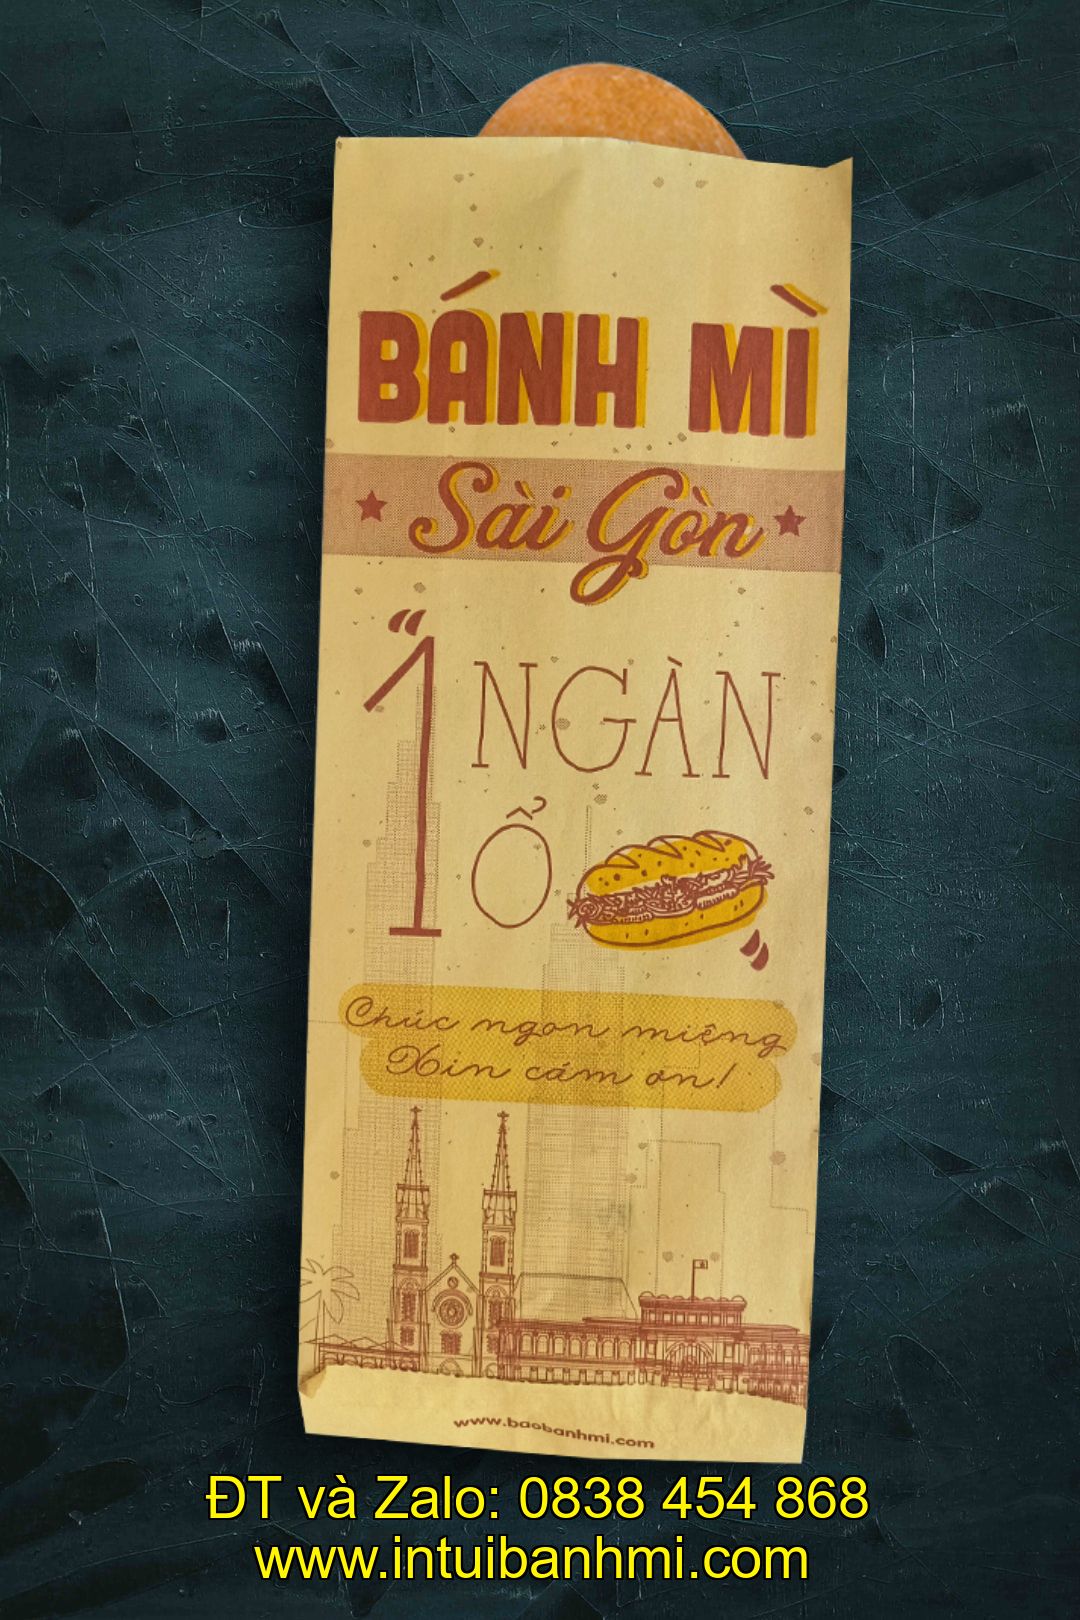 BÁNH MÌ
Sài Gòn
"1 NGÀN
Ổ "
Chúc ngon miệng
Xin cám ơn!
www.baobanhmi.com
ĐT và Zalo: 0838 454 868
www.intuibanhmi.com